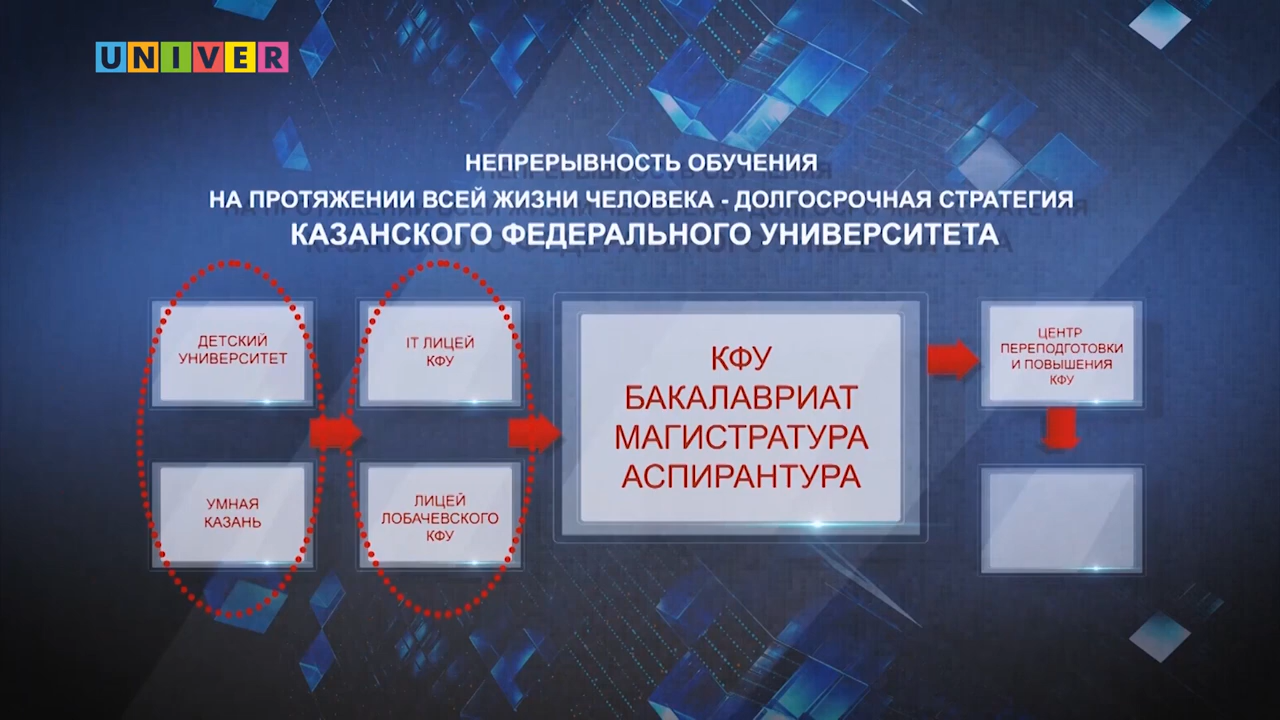 UNIVER
НЕПРЕРЫВНОСТЬ ОБУЧЕНИЯ
НА ПРОТЯЖЕНИИ ВСЕЙ ЖИЗНИ ЧЕЛОВЕКА - ДОЛГОСРОЧНАЯ СТРАТЕГИЯ
КАЗАНСКОГО ФЕДЕРАЛЬНОГО УНИВЕРСИТЕТА
ДЕТСКИЙ
УНИВЕРСИТЕТ
УМНАЯ
КАЗАНЬ
IT ЛИЦЕЙ
КФУ
ЛИЦЕЙ
ЛОБАЧЕВСКОГО
КФУ
КФУ
БАКАЛАВРИАТ
МАГИСТРАТУРА
АСПИРАНТУРА
ЦЕНТР
ПЕРЕПОДГОТОВКИ
И ПОВЫШЕНИЯ
КФУ